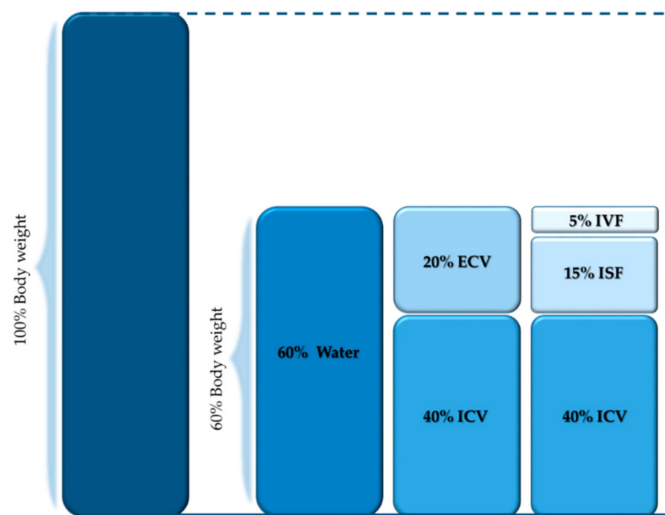 100% Body weight
60% Body weight
60% Water
20% ECV
40% ICV
5% IVF
15% ISF
40% ICV